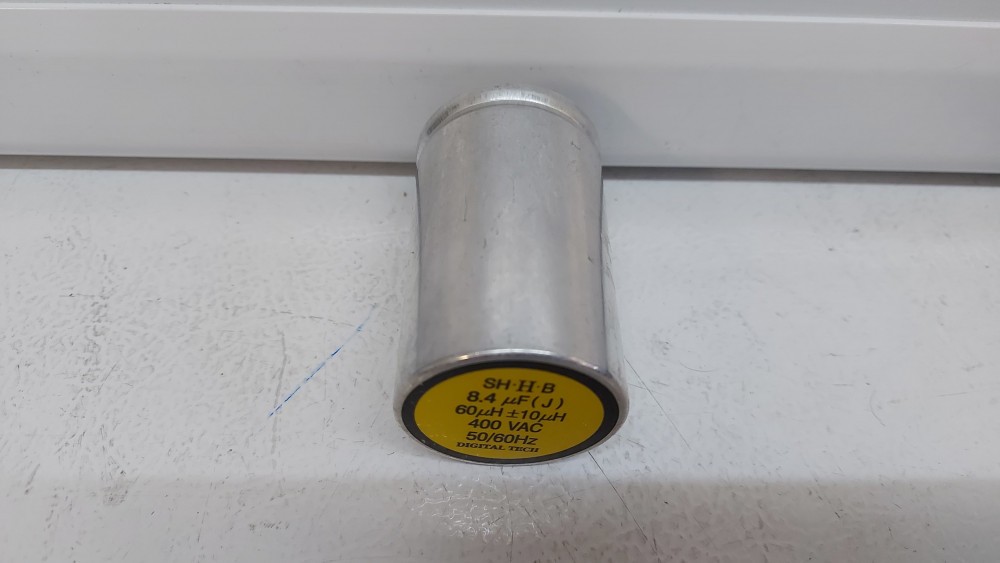 SH·H·B
8.4 µF(J)
60µH ±10µH
400 VAC
50/60Hz
DIGITAL TECH